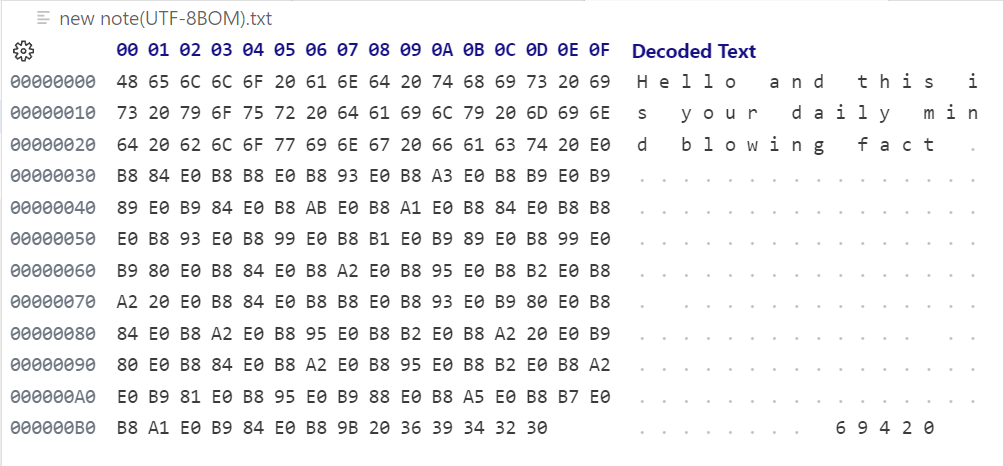 new note(UTF-8BOM).txt
00 01 02 03 04 05 06 07 08 09 0A 0B 0C 0D 0E 0F Decoded Text
00000000 48 65 6C 6C 6F 20 61 6E 64 20 74 68 69 73 20 69 H e l l o   a n d   t h i s   i
00000010 73 20 79 6F 75 72 20 64 61 69 6C 79 20 6D 69 6E s   y o u r   d a i l y   m i n
00000020 64 20 62 6C 6F 77 69 6E 67 20 66 61 63 74 20 E0 d   b l o w i n g   f a c t   .
00000030 B8 84 E0 B8 B8 E0 B8 93 E0 B8 A3 E0 B8 B9 E0 B9 . . . . . . . . . . . . . . . .
00000040 89 E0 B9 84 E0 B8 AB E0 B8 A1 E0 B8 84 E0 B8 B8 . . . . . . . . . . . . . . . .
00000050 E0 B8 93 E0 B8 99 E0 B8 B1 E0 B9 89 E0 B8 99 E0 . . . . . . . . . . . . . . . .
00000060 B9 80 E0 B8 84 E0 B8 A2 E0 B8 95 E0 B8 B2 E0 B8 . . . . . . . . . . . . . . . .
00000070 A2 20 E0 B8 84 E0 B8 B8 E0 B8 93 E0 B9 80 E0 B8 .   . . . . . . . . . . . . . .
00000080 84 E0 B8 A2 E0 B8 95 E0 B8 B2 E0 B8 A2 20 E0 B9 . . . . . . . . . . . . .   . .
00000090 80 E0 B8 84 E0 B8 A2 E0 B8 95 E0 B8 B2 E0 B8 A2 . . . . . . . . . . . . . . . .
000000A0 E0 B9 81 E0 B8 95 E0 B9 88 E0 B8 A5 E0 B8 B7 E0 . . . . . . . . . . . . . . . .
000000B0 B8 A1 E0 B9 84 E0 B8 9B 20 36 39 34 32 30 . . . . . . . .   6 9 4 2 0